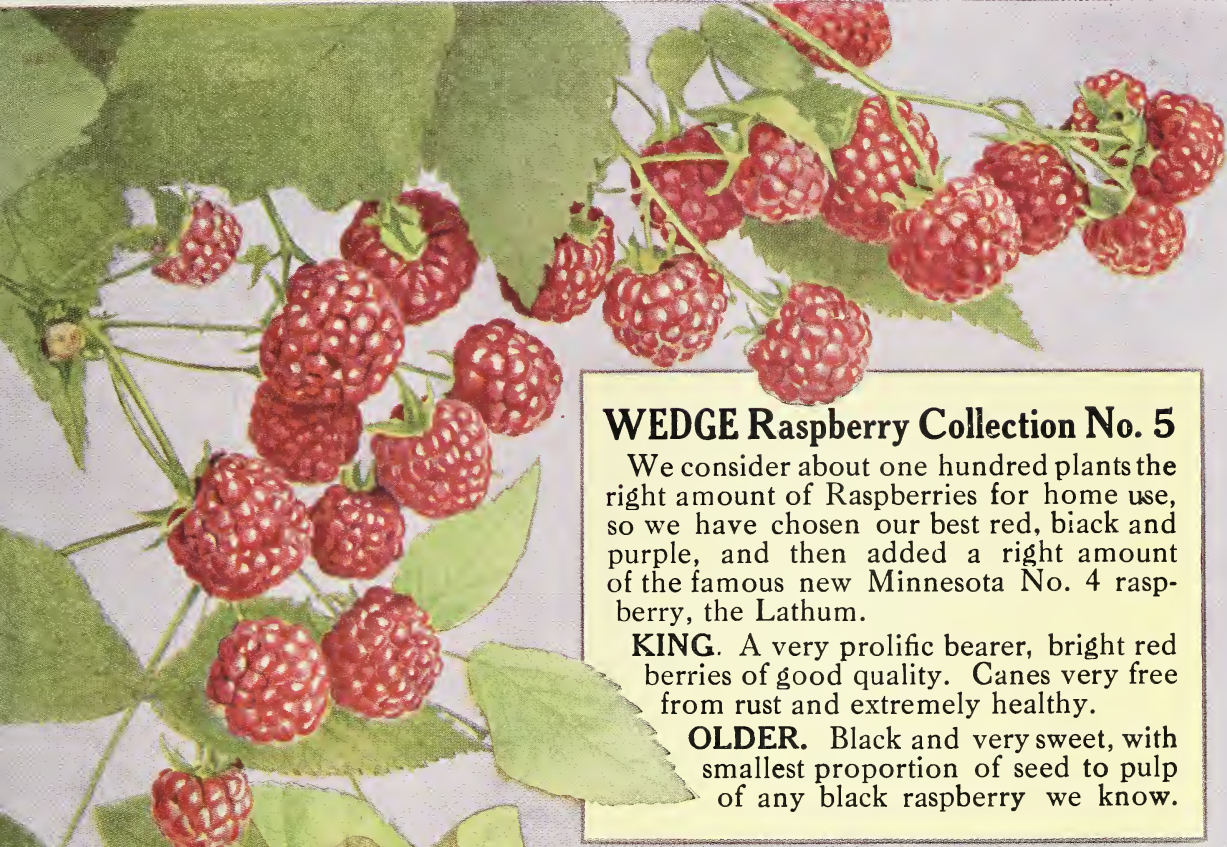 WEDGE Raspberry Collection No. 5
We consider about one hundred plants the
right amount of Raspberries for home use,
so we have chosen our best red, biack and
purple, and then added a right amount
of the famous new Minnesota No. 4 rasp-
berry, the Lathum.
KING. A very prolific bearer, bright red
berries of good quality. Canes very free
from rust and extremely healthy.
OLDER. Black and very sweet, with
smallest proportion of seed to pulp
of any black raspberry we know.